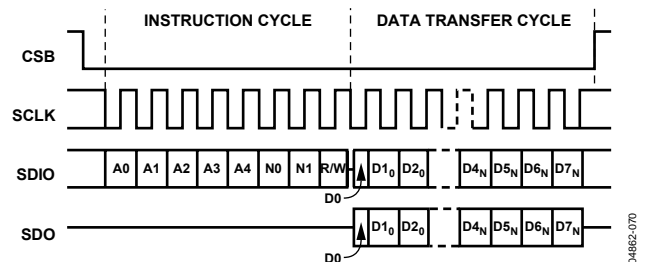 INSTRUCTION CYCLE DATA TRANSFER CYCLE
CSB
SCLK
SDIO A0 A1 A2 A3 A4 N0 N1 R/W D1₀ D2₀ D4N D5N D6N D7N
D0
SDO D1₀ D2₀ D4N D5N D6N D7N
D0
04862-070